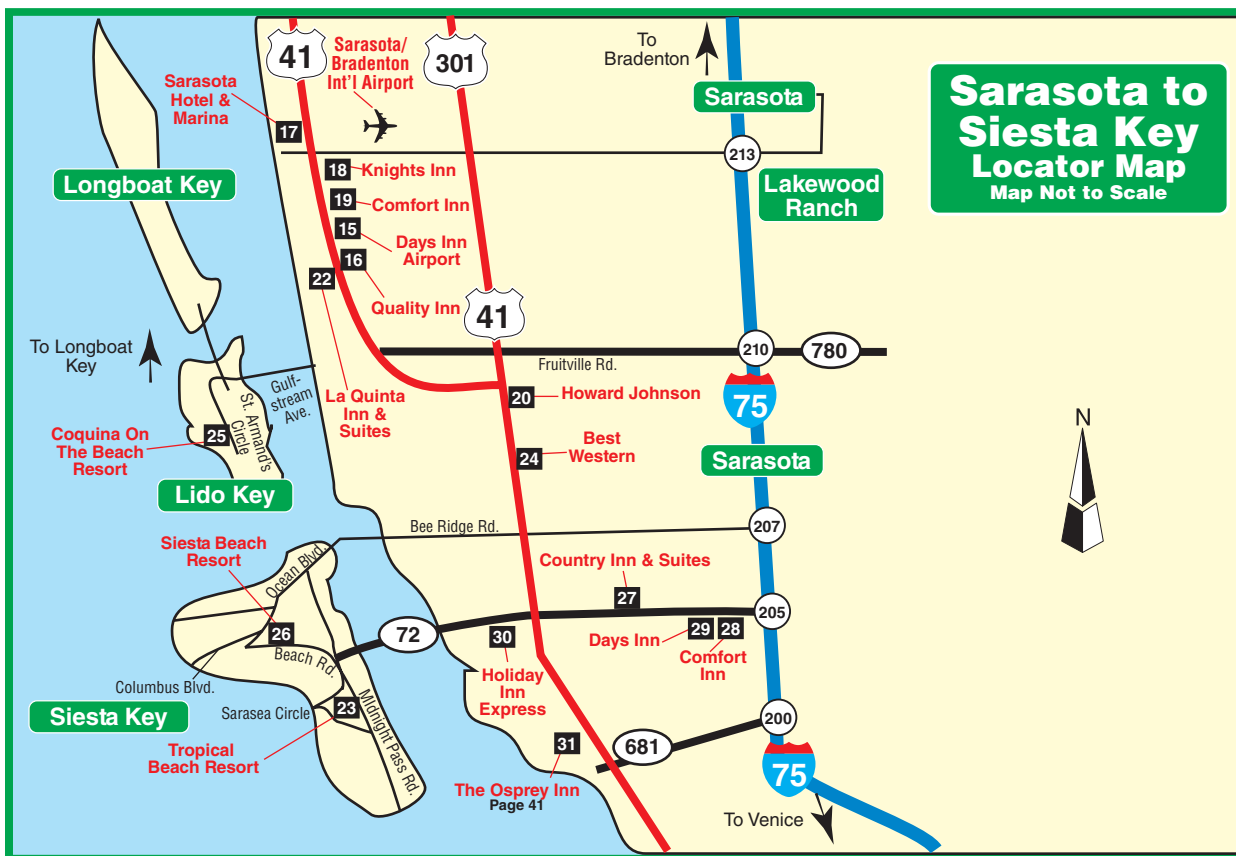 Sarasota to
Siesta Key
Locator Map
Map Not to Scale
41
Sarasota/
Bradenton
Int'l Airport
301
To
Bradenton
Sarasota
Sarasota
Hotel &
Marina
17
213
18 Knights Inn
Longboat Key
Lakewood
Ranch
19 Comfort Inn
15
Days Inn
Airport
16
22
Quality Inn
41
To Longboat
Key
210
780
Fruitville Rd.
Gulf-
stream
Ave.
St. Armand's
Circle
La Quinta
Inn &
Suites
20 Howard Johnson
75
Coquina On
The Beach
Resort
25
Best
Western
24
Sarasota
N
Lido Key
Bee Ridge Rd.
207
Siesta Beach
Resort
Ocean Blvd.
Country Inn & Suites
27
205
26
72
30
Days Inn
29
28
Comfort
Inn
Beach Rd.
Holiday
Inn
Express
Columbus Blvd.
Siesta Key
Sarasea Circle
23
Midnight Pass Rd.
200
Tropical
Beach Resort
31
681
75
The Osprey Inn
Page 41
To Venice